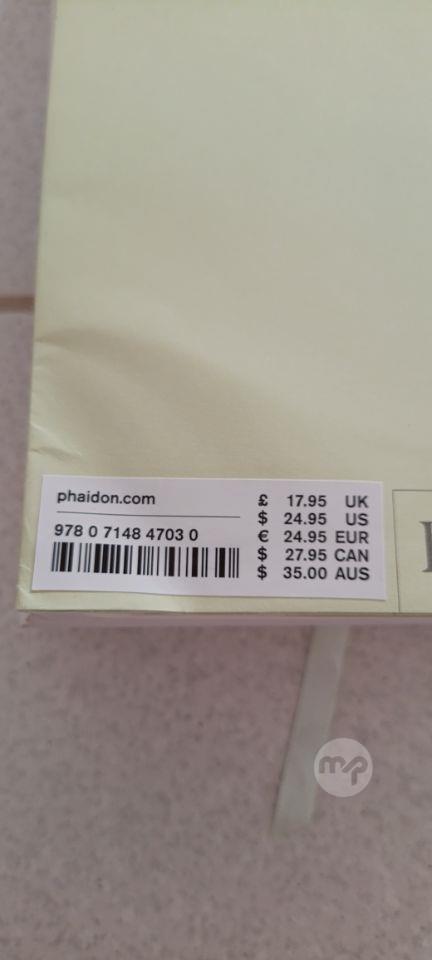 phaidon.com
978 0 7148 4703 0
£ 17.95 UK
$ 24.95 US
€ 24.95 EUR
$ 27.95 CAN
$ 35.00 AUS
mp